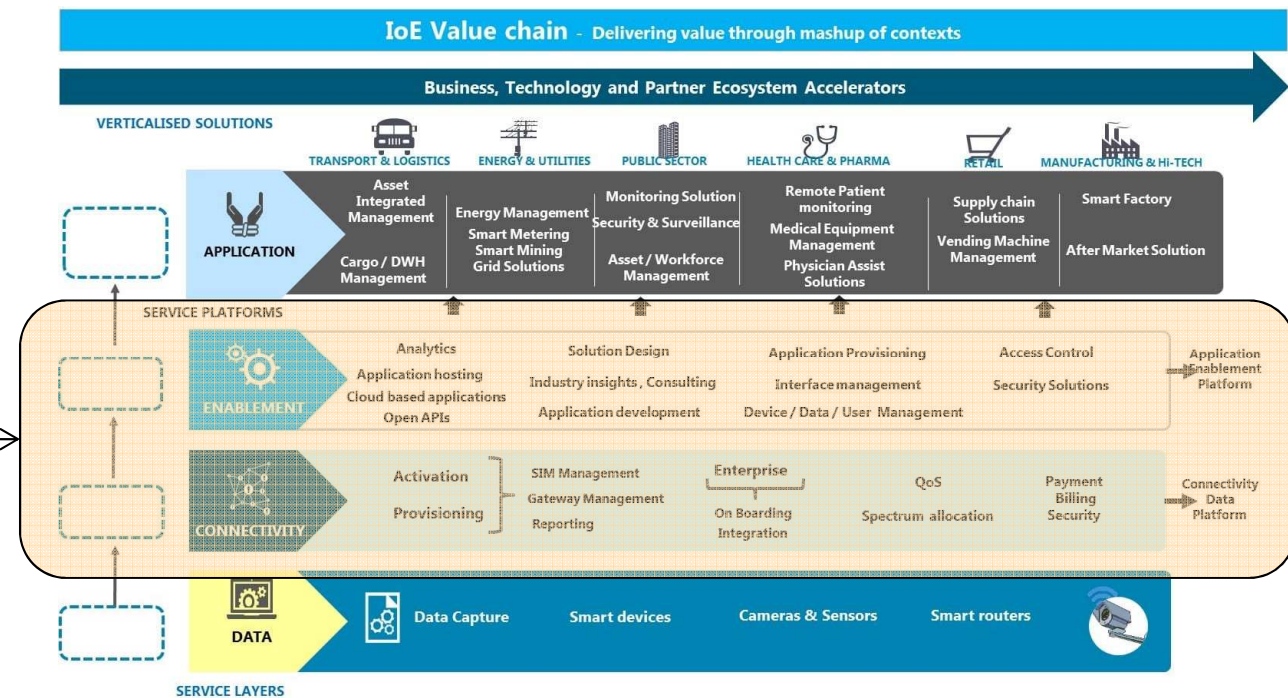 IoE Value chain - Delivering value through mashup of contexts
Business, Technology and Partner Ecosystem Accelerators
VERTICALISED SOLUTIONS
TRANSPORT & LOGISTICS
ENERGY & UTILITIES
PUBLIC SECTOR
HEALTH CARE & PHARMA
RETAIL
MANUFACTURING & Hi-TECH
APPLICATION
Asset
Integrated
Management
Cargo / DWH
Management
Energy Management
Smart Metering
Smart Mining
Grid Solutions
Monitoring Solution
Security & Surveillance
Asset / Workforce
Management
Remote Patient
monitoring
Medical Equipment
Management
Physician Assist
Solutions
Supply chain
Solutions
Vending Machine
Management
Smart Factory
After Market Solution
SERVICE PLATFORMS
ENABLEMENT
Analytics
Application hosting
Cloud based applications
Open APIs
Solution Design
Industry insights , Consulting
Application development
Application Provisioning
Interface management
Device / Data / User Management
Access Control
Security Solutions
Application
Enablement
Platform
CONNECTIVITY
Activation
Provisioning
SIM Management
Gateway Management
Reporting
Enterprise
On Boarding
Integration
QoS
Spectrum allocation
Payment
Billing
Security
Connectivity
Data
Platform
DATA
Data Capture
Smart devices
Cameras & Sensors
Smart routers
SERVICE LAYERS